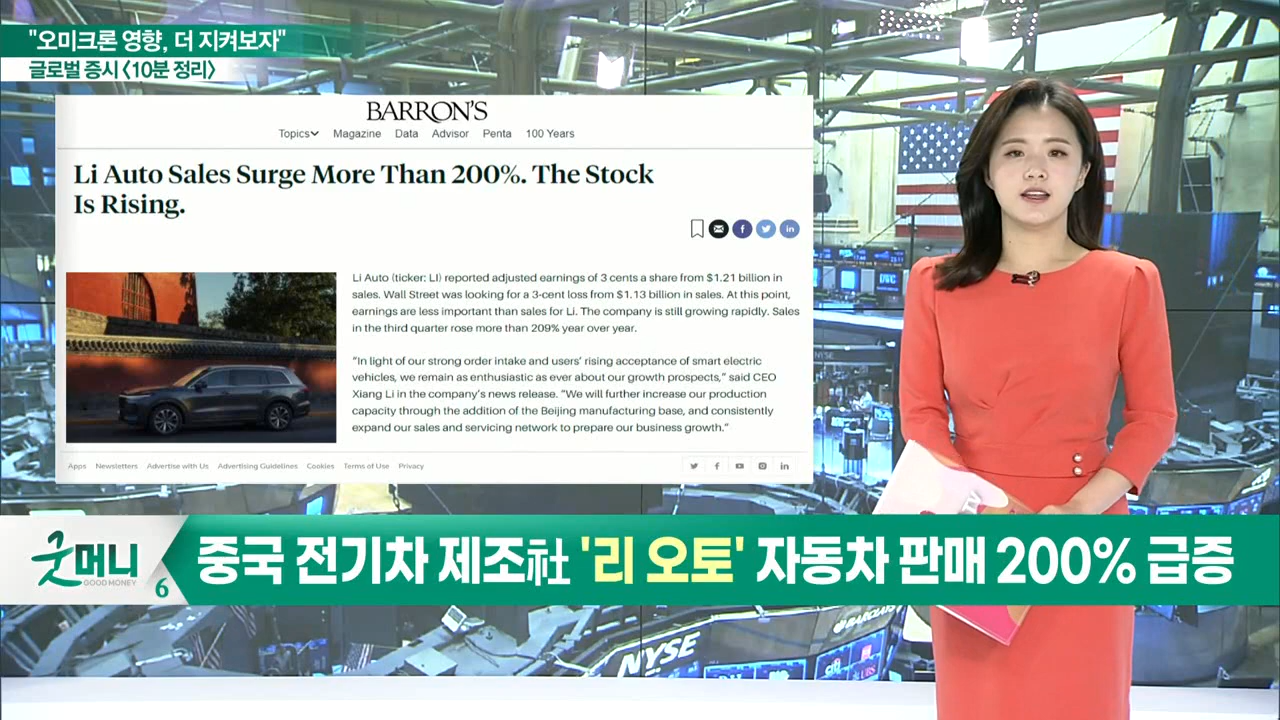 "오미크론 영향, 더 지켜보자"
글로벌 증시 <10분 정리>
BARRON'S
Topics Magazine Data Advisor Penta 100 Years
Li Auto Sales Surge More Than 200%. The Stock
Is Rising.
Li Auto (ticker: LI) reported adjusted earnings of 3 cents a share from $1.21 billion in
sales. Wall Street was looking for a 3-cent loss from $1.13 billion in sales. At this point,
earnings are less important than sales for Li. The company is still growing rapidly. Sales
in the third quarter rose more than 209% year over year.
"In light of our strong order intake and users' rising acceptance of smart electric
vehicles, we remain as enthusiastic as ever about our growth prospects," said CEO
Xiang Li in the company's news release. "We will further increase our production
capacity through the addition of the Beijing manufacturing base, and consistently
expand our sales and servicing network to prepare our business growth."
Apps Newsletters Advertise with Us Advertising Guidelines Cookies Terms of Use Privacy
굿머니
GOOD MONEY
6
중국 전기차 제조社 '리 오토' 자동차 판매 200% 급증
NYSE
NYSE
BARCLAYS
citi
UBS